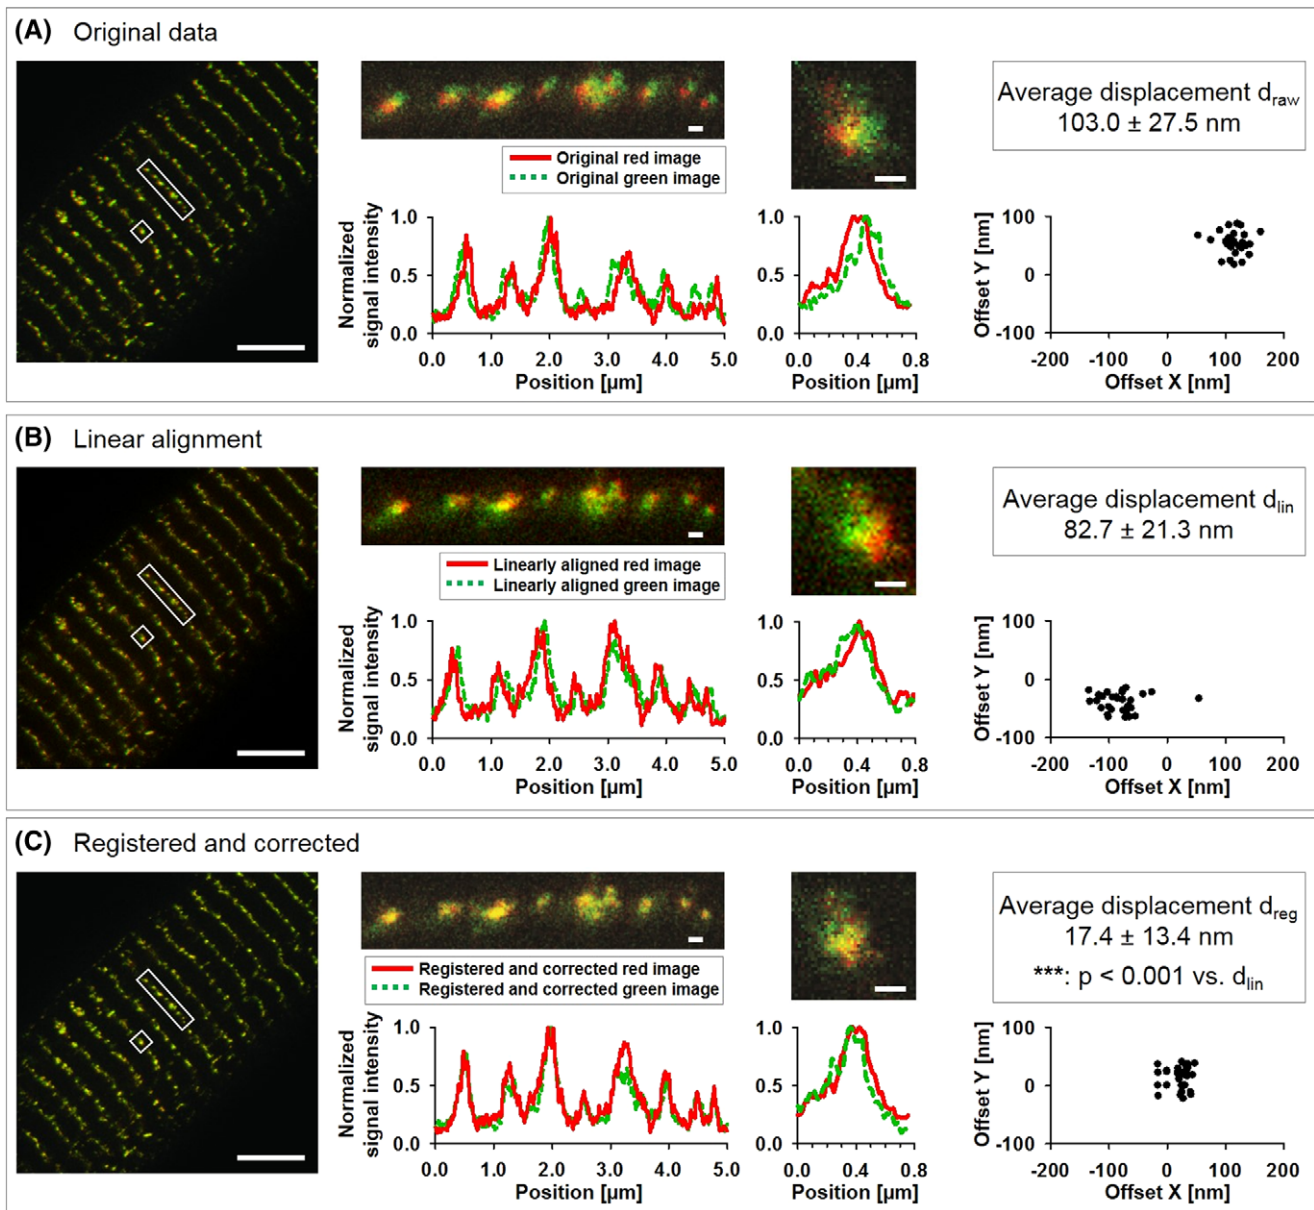 (A) Original data
Average displacement d_raw
103.0 ± 27.5 nm
Original red image
Original green image
Normalized
signal intensity
1.0
0.5
0.0
0.0 1.0 2.0 3.0 4.0 5.0
Position [µm]
1.0
0.5
0.0
0.0 0.4 0.8
Position [µm]
Offset Y [nm]
100
0
-100
-200 -100 0 100 200
Offset X [nm]
(B) Linear alignment
Average displacement d_lin
82.7 ± 21.3 nm
Linearly aligned red image
Linearly aligned green image
Normalized
signal intensity
1.0
0.5
0.0
0.0 1.0 2.0 3.0 4.0 5.0
Position [µm]
1.0
0.5
0.0
0.0 0.4 0.8
Position [µm]
Offset Y [nm]
100
0
-100
-200 -100 0 100 200
Offset X [nm]
(C) Registered and corrected
Average displacement d_reg
17.4 ± 13.4 nm
***: p < 0.001 vs. d_lin
Registered and corrected red image
Registered and corrected green image
Normalized
signal intensity
1.0
0.5
0.0
0.0 1.0 2.0 3.0 4.0 5.0
Position [µm]
1.0
0.5
0.0
0.0 0.4 0.8
Position [µm]
Offset Y [nm]
100
0
-100
-200 -100 0 100 200
Offset X [nm]